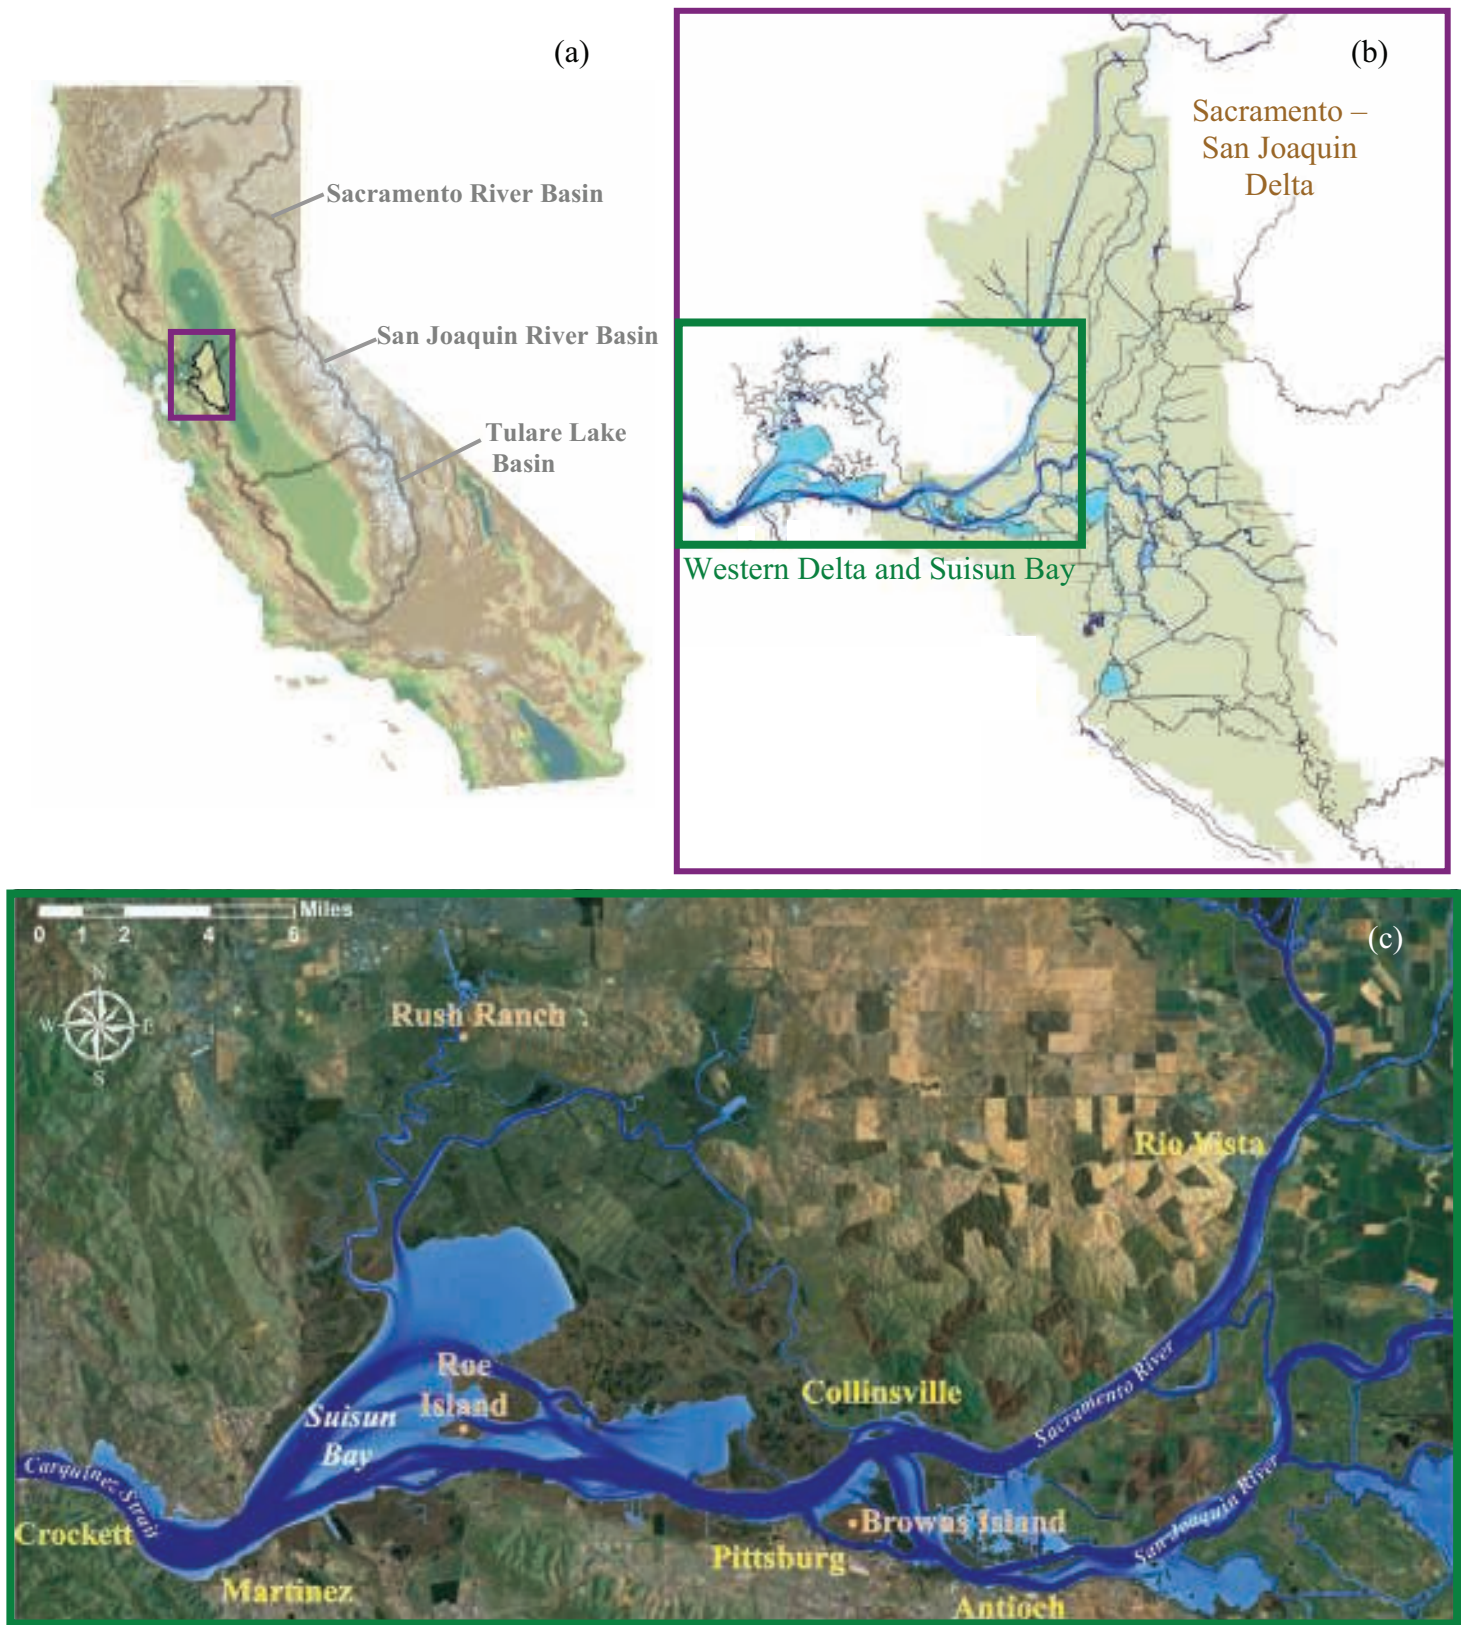 (a)
Sacramento River Basin
San Joaquin River Basin
Tulare Lake
Basin
(b)
Sacramento –
San Joaquin
Delta
Western Delta and Suisun Bay
(c)
Miles
0 1 2 4 6
N
W E
S
Rush Ranch
Rio Vista
Roe
Island
Suisun
Bay
Collinsville
Sacramento River
Carquinez Strait
Crockett
Martinez
Browns Island
Pittsburg
San Joaquin River
Antioch